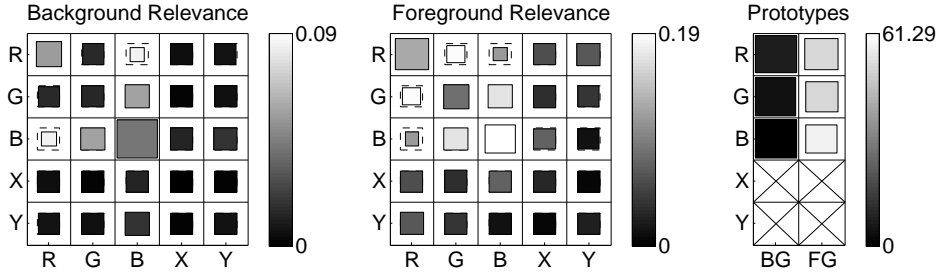 Background Relevance
R
G
B
X
Y
R G B X Y
0.09
0
Foreground Relevance
R
G
B
X
Y
R G B X Y
0.19
0
Prototypes
R
G
B
X
Y
BG FG
61.29
0